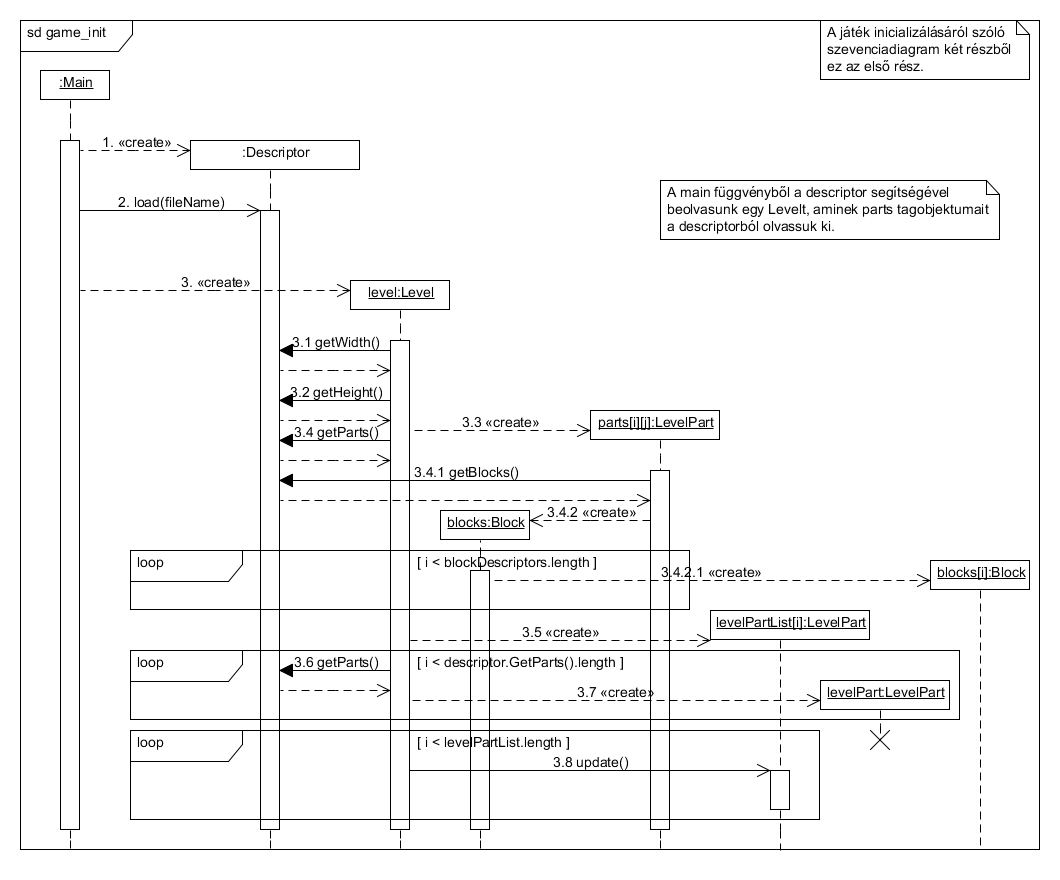 sd game_init
A játék inicializálásáról szóló
szevenciadiagram két részből
ez az első rész.
:Main
1. «create»
:Descriptor
2. load(fileName)
A main függvényből a descriptor segítségével
beolvasunk egy Levelt, aminek parts tagobjektumait
a descriptorból olvassuk ki.
3. «create»
level:Level
3.1 getWidth()
3.2 getHeight()
3.3 «create»
parts[i][j]:LevelPart
3.4 getParts()
3.4.1 getBlocks()
3.4.2 «create»
blocks:Block
loop
[ i < blockDescriptors.length ]
3.4.2.1 «create»
blocks[i]:Block
3.5 «create»
levelPartList[i]:LevelPart
loop
3.6 getParts()
[ i < descriptor.GetParts().length ]
3.7 «create»
levelPart:LevelPart
loop
[ i < levelPartList.length ]
3.8 update()